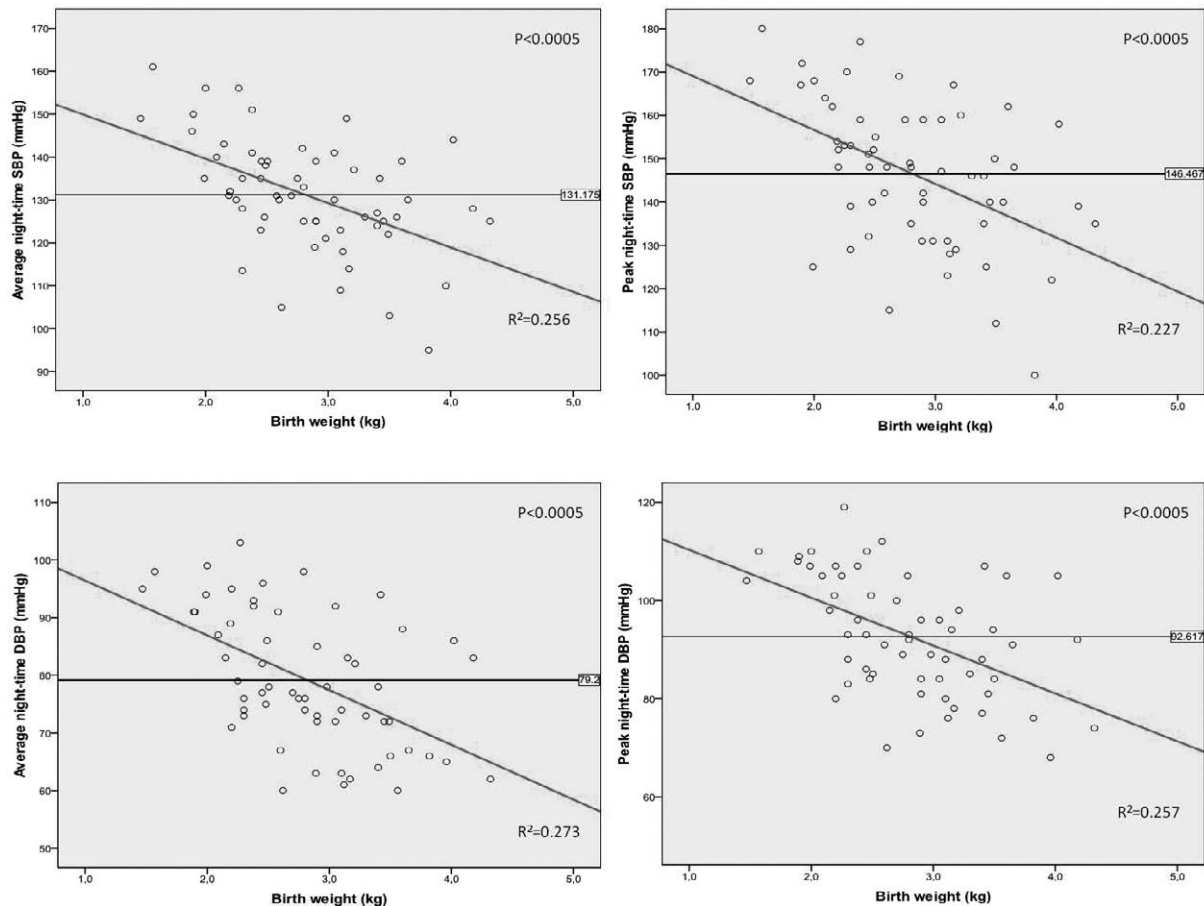 P<0.0005
Average night-time SBP (mmHg)
170
160
150
140
130
120
110
100
90
131.175
R²=0.256
1,0 2,0 3,0 4,0 5,0
Birth weight (kg)
P<0.0005
Peak night-time SBP (mmHg)
180
170
160
150
140
130
120
110
100
146.467
R²=0.227
1,0 2,0 3,0 4,0 5,0
Birth weight (kg)
P<0.0005
Average night-time DBP (mmHg)
110
100
90
80
70
60
50
79.2
R²=0.273
1,0 2,0 3,0 4,0 5,0
Birth weight (kg)
P<0.0005
Peak night-time DBP (mmHg)
120
100
80
60
92.617
R²=0.257
1,0 2,0 3,0 4,0 5,0
Birth weight (kg)